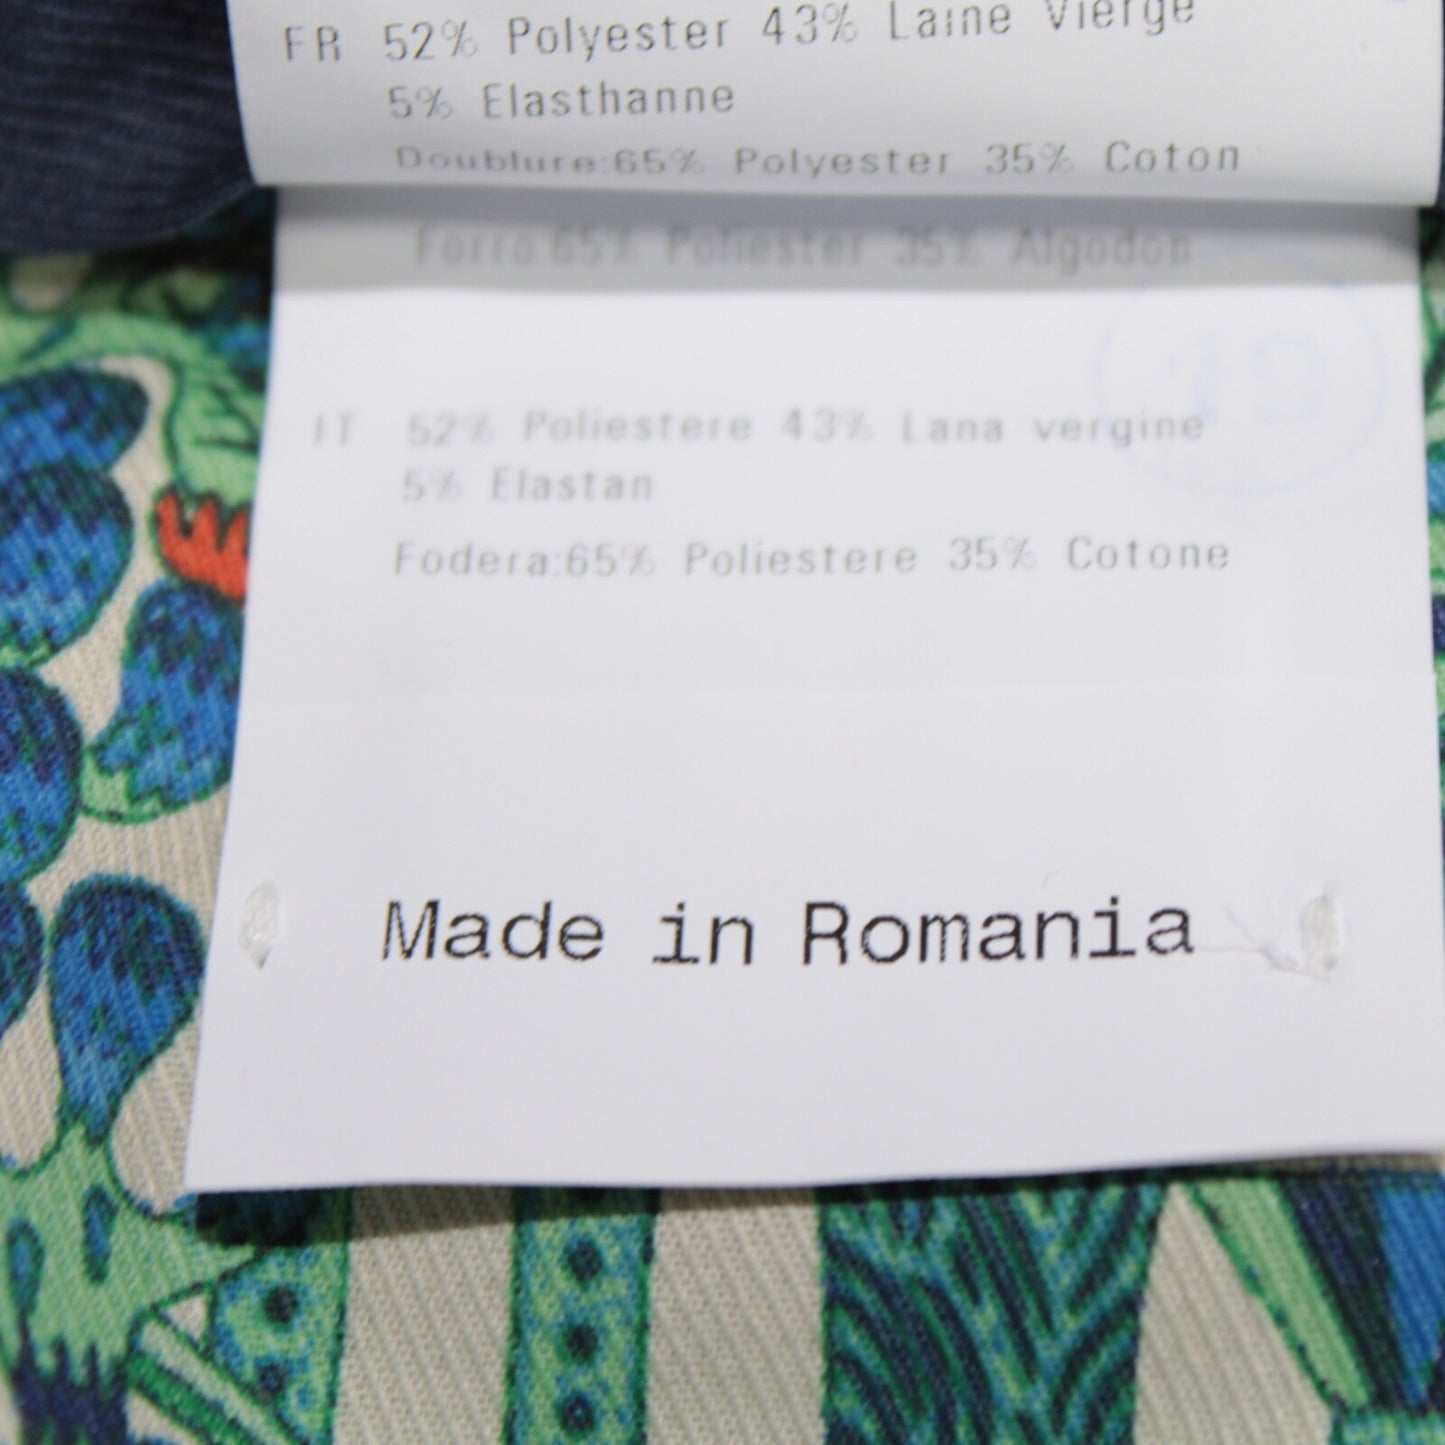 FR 52% Polyester 43% Laine Vierge
5% Elasthanne
Doublure:65% Polyester 35% Coton
Forro:65% Poliester 35% Algodón
IT 52% Poliestere 43% Lana vergine
5% Elastan
Fodera:65% Poliestere 35% Cotone
Made in Romania